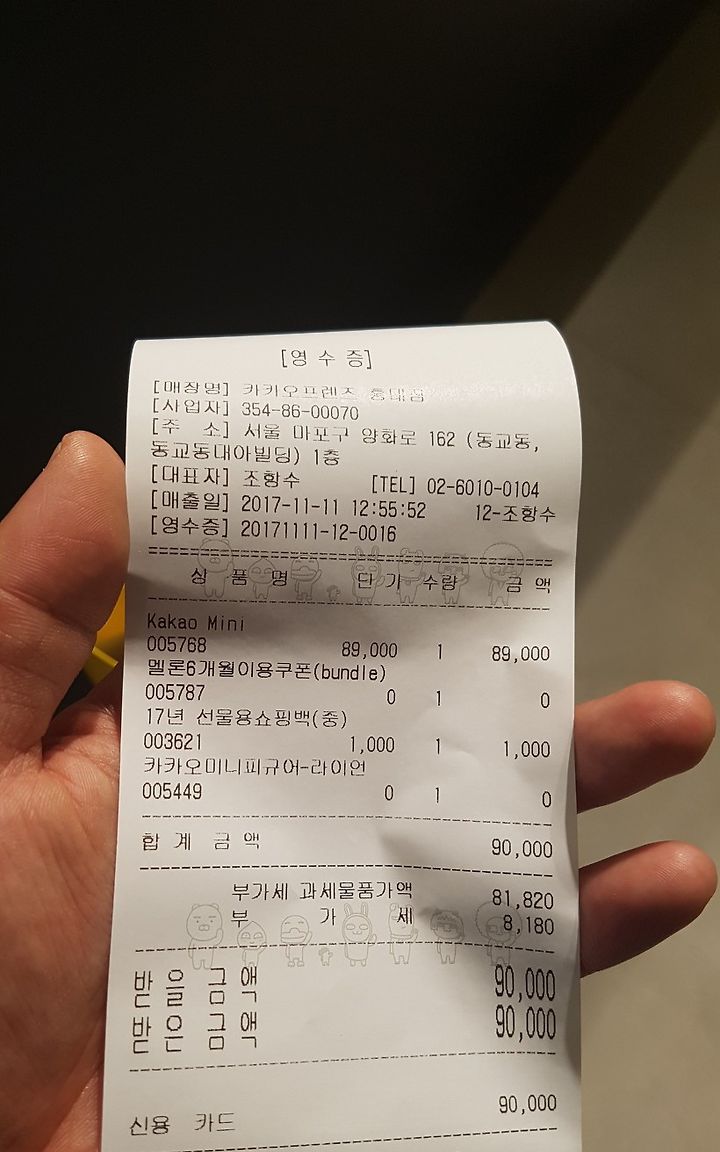 [영 수 증]
[매장명] 카카오프렌즈 홍대점
[사업자] 354-86-00070
[주 소] 서울 마포구 양화로 162 (동교동,
동교동대아빌딩) 1층
[대표자] 조항수 [TEL] 02-6010-0104
[매출일] 2017-11-11 12:55:52 12-조항수
[영수증] 20171111-12-0016
상 품 명 단 가 수량 금 액
Kakao Mini
005768 89,000 1 89,000
멜론6개월이용쿠폰(bundle)
005787 0 1 0
17년 선물용쇼핑백(중)
003621 1,000 1 1,000
카카오미니피규어-라이언
005449 0 1 0
합 계 금 액 90,000
부가세 과세물품가액 81,820
부 가 세 8,180
받 을 금 액 90,000
받 은 금 액 90,000
신용 카드 90,000